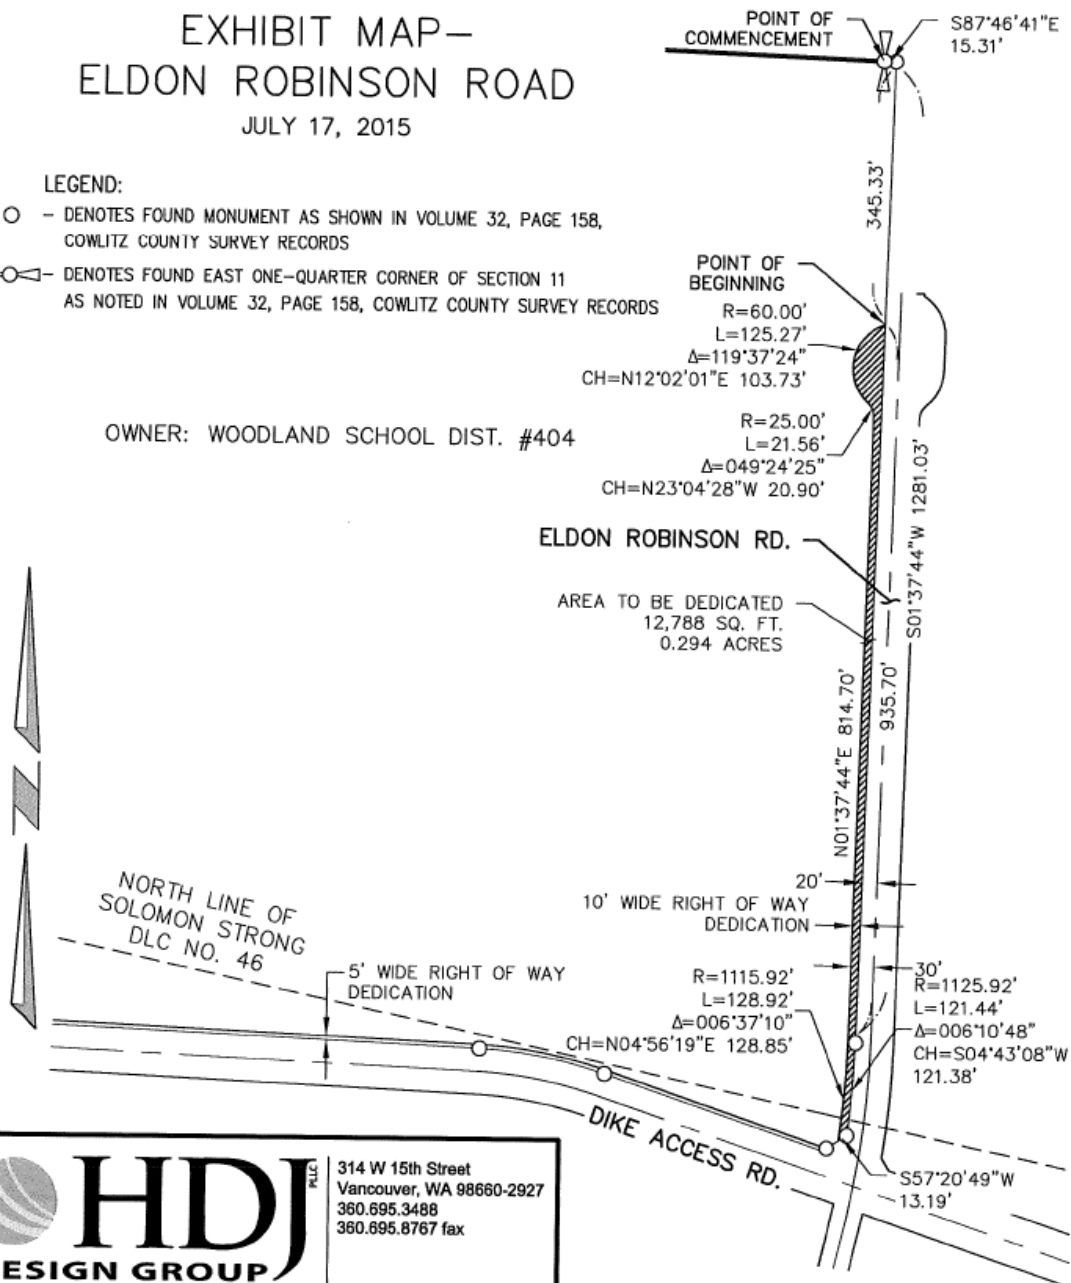 EXHIBIT MAP–
ELDON ROBINSON ROAD
JULY 17, 2015
POINT OF
COMMENCEMENT
S87°46'41"E
15.31'
LEGEND:
– DENOTES FOUND MONUMENT AS SHOWN IN VOLUME 32, PAGE 158,
COWLITZ COUNTY SURVEY RECORDS
– DENOTES FOUND EAST ONE-QUARTER CORNER OF SECTION 11
AS NOTED IN VOLUME 32, PAGE 158, COWLITZ COUNTY SURVEY RECORDS
345.33'
POINT OF
BEGINNING
R=60.00'
L=125.27'
Δ=119°37'24"
CH=N12°02'01"E 103.73'
OWNER: WOODLAND SCHOOL DIST. #404
R=25.00'
L=21.56'
Δ=049°24'25"
CH=N23°04'28"W 20.90'
S01°37'44"W 1281.03'
ELDON ROBINSON RD.
AREA TO BE DEDICATED
12,788 SQ. FT.
0.294 ACRES
N01°37'44"E 814.70'
935.70'
N
20'
10' WIDE RIGHT OF WAY
DEDICATION
NORTH LINE OF
SOLOMON STRONG
DLC NO. 46
5' WIDE RIGHT OF WAY
DEDICATION
30'
R=1115.92'
L=128.92'
Δ=006°37'10"
CH=N04°56'19"E 128.85'
R=1125.92'
L=121.44'
Δ=006°10'48"
CH=S04°43'08"W
121.38'
DIKE ACCESS RD.
S57°20'49"W
13.19'
HDJ
PLLC
ESIGN GROUP
314 W 15th Street
Vancouver, WA 98660-2927
360.695.3488
360.695.8767 fax